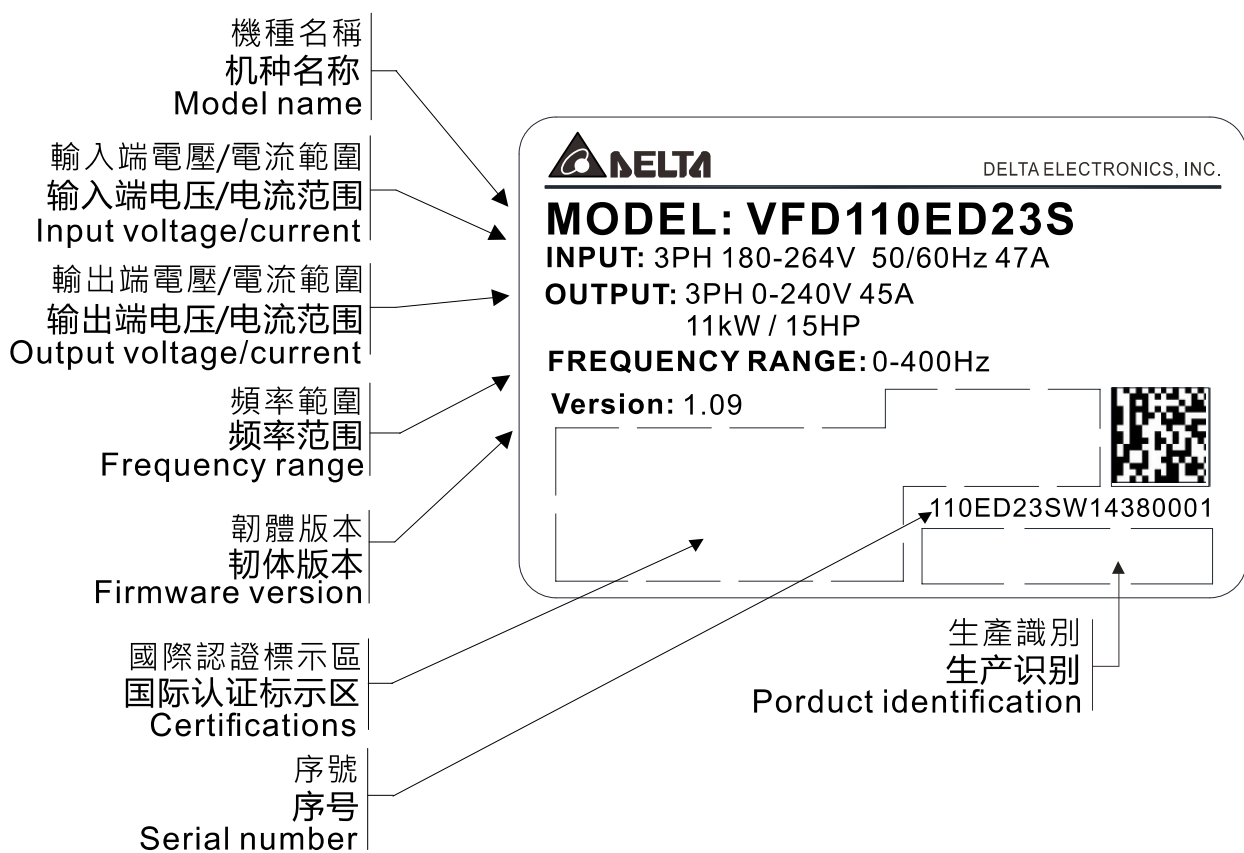 機種名稱
机种名称
Model name
輸入端電壓/電流範圍
输入端电压/电流范围
Input voltage/current
輸出端電壓/電流範圍
输出端电压/电流范围
Output voltage/current
頻率範圍
频率范围
Frequency range
韌體版本
韧体版本
Firmware version
國際認證標示區
国际认证标示区
Certifications
序號
序号
Serial number
DELTA
DELTA ELECTRONICS, INC.
MODEL: VFD110ED23S
INPUT: 3PH 180-264V 50/60Hz 47A
OUTPUT: 3PH 0-240V 45A
11kW / 15HP
FREQUENCY RANGE: 0-400Hz
Version: 1.09
110ED23SW14380001
生產識別
生产识别
Porduct identification